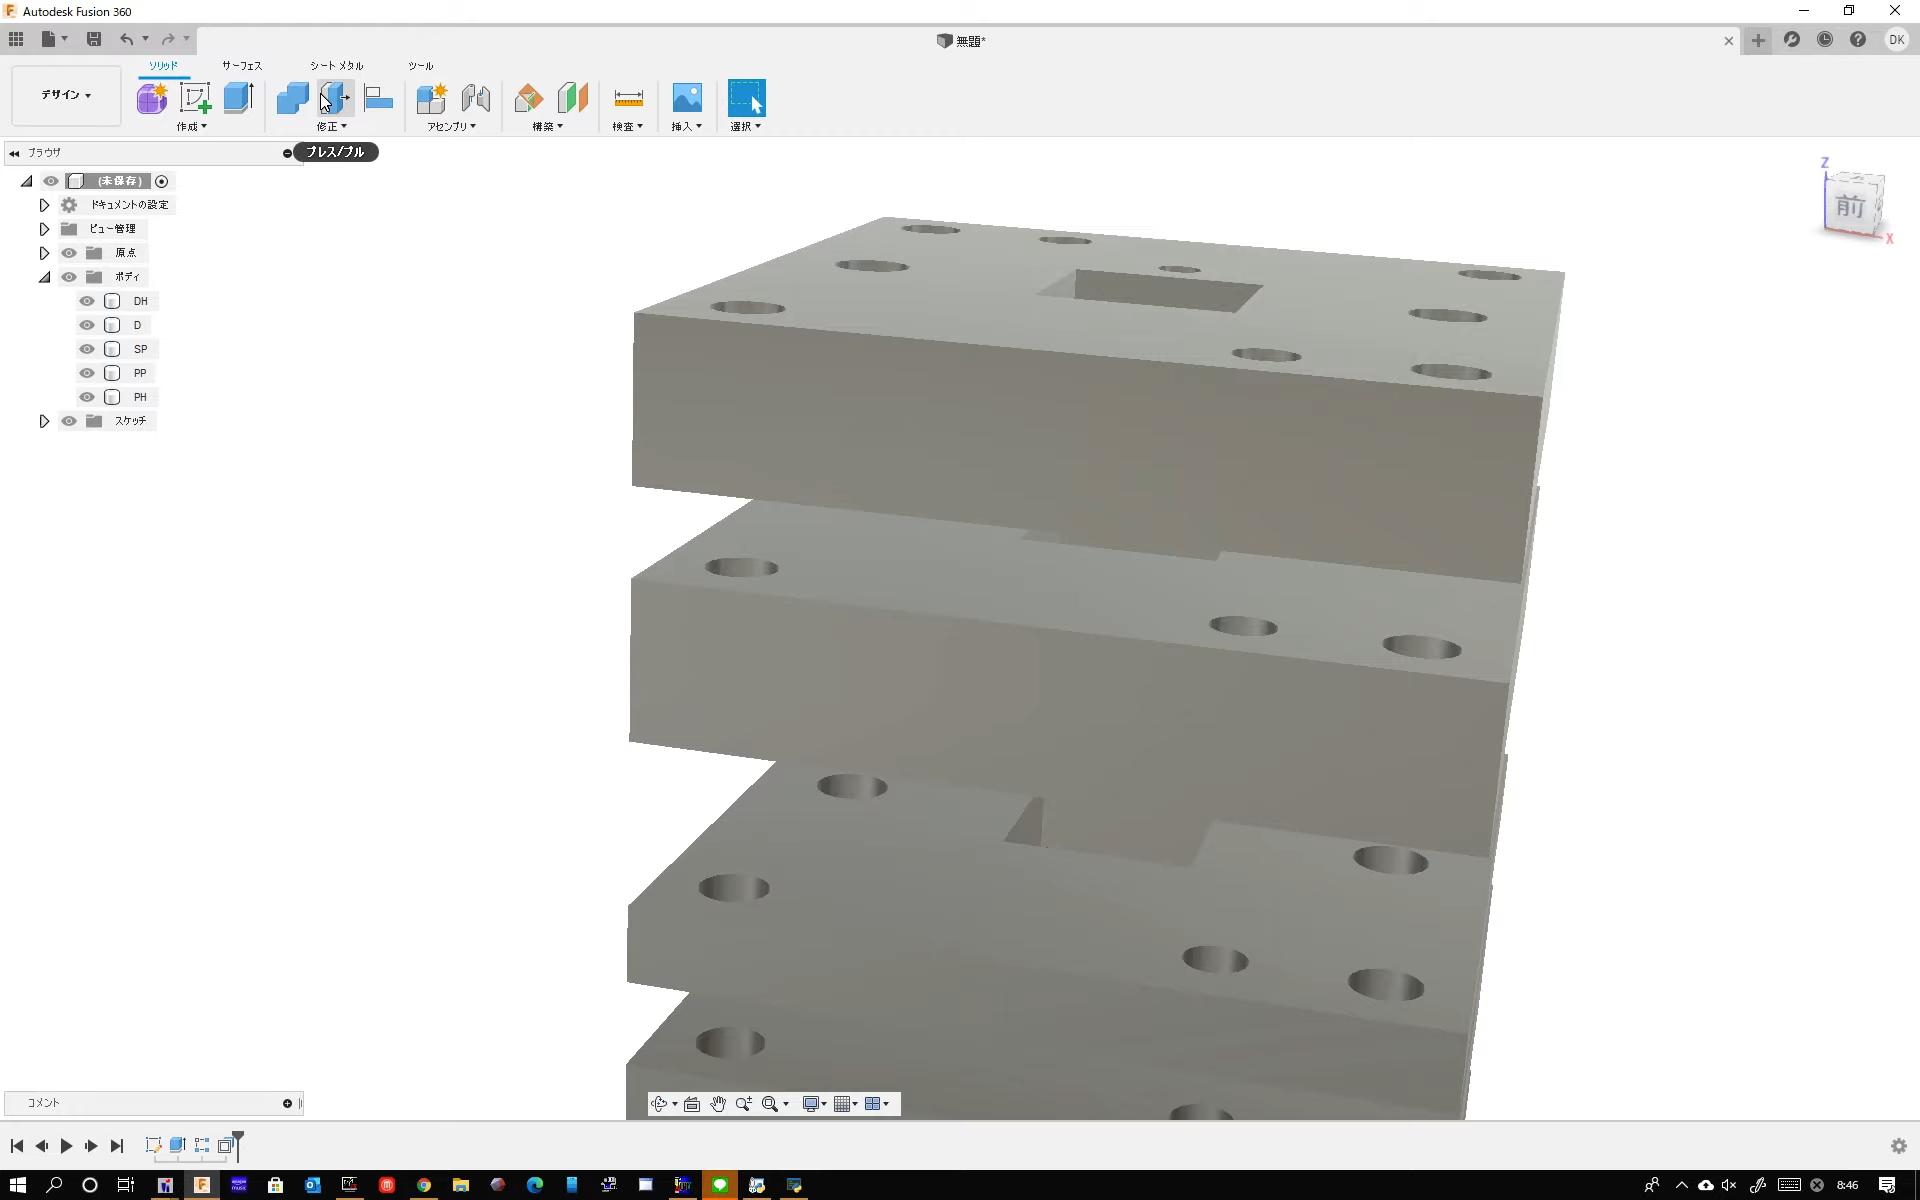 Autodesk Fusion 360
無題*
DK
ソリッド
サーフェス
シート メタル
ツール
デザイン
作成
修正
アセンブリ
構築
検査
挿入
選択
ブラウザ
プレス/プル
(未保存)
ドキュメントの設定
ビュー管理
原点
ボディ
DH
D
SP
PP
PH
スケッチ
Z
前
X
コメント
8:46